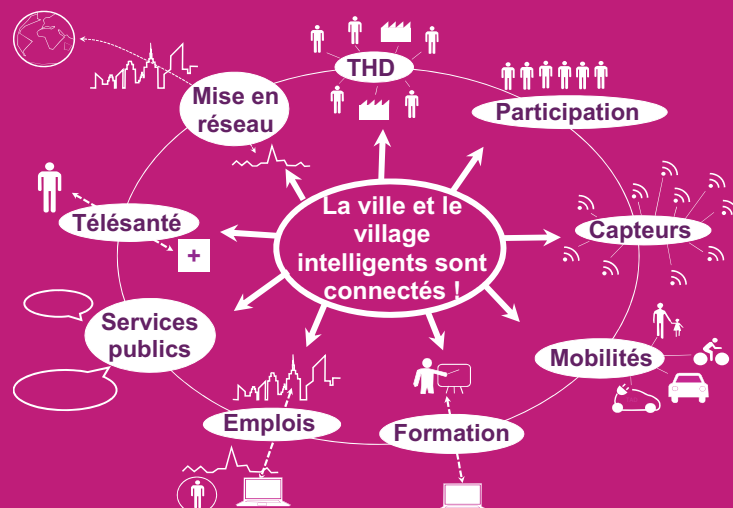 THD
Participation
Mise en
réseau
Télésanté
+
Capteurs
La ville et le
village
intelligents sont
connectés !
Services
publics
Mobilités
Emplois
Formation